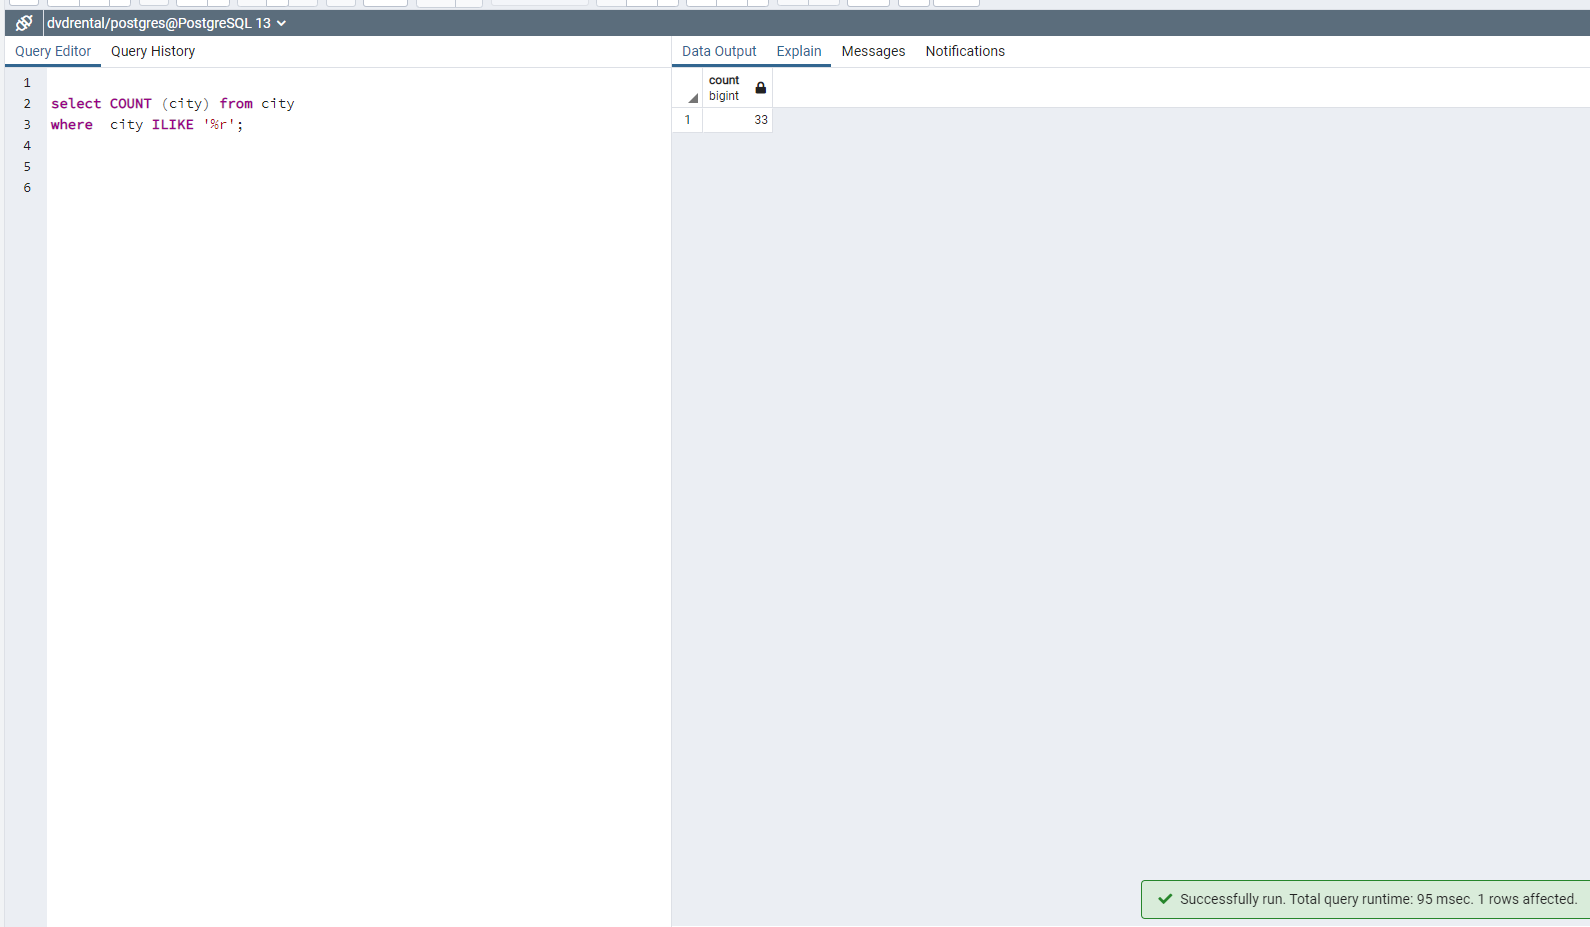 dvdrental/postgres@PostgreSQL 13
Query Editor Query History
1
2 select COUNT (city) from city
3 where  city ILIKE '%r';
4
5
6
Data Output Explain Messages Notifications
count
bigint
1 33
Successfully run. Total query runtime: 95 msec. 1 rows affected.